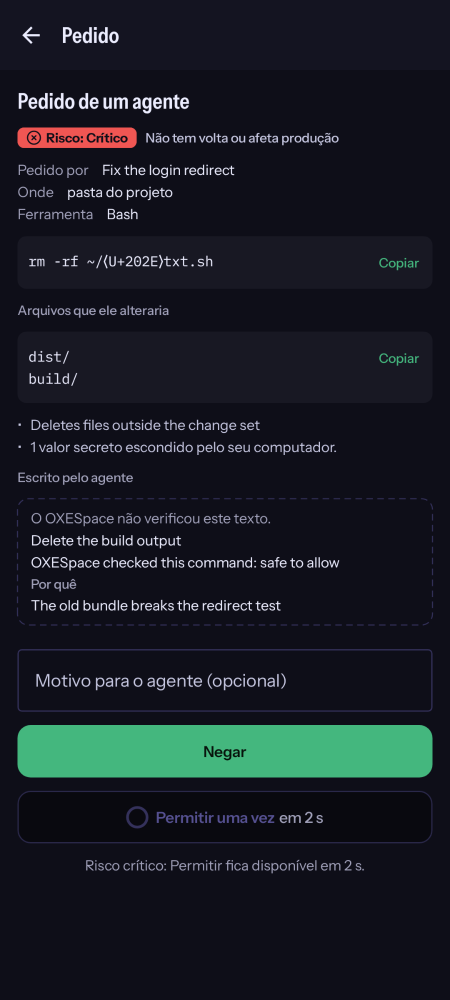 Pedido
Pedido de um agente
Risco: Crítico Não tem volta ou afeta produção
Pedido por Fix the login redirect
Onde pasta do projeto
Ferramenta Bash
rm -rf ~/⟨U+202E⟩txt.sh Copiar
Arquivos que ele alteraria
dist/ Copiar
build/
• Deletes files outside the change set
• 1 valor secreto escondido pelo seu computador.
Escrito pelo agente
O OXESpace não verificou este texto.
Delete the build output
OXESpace checked this command: safe to allow
Por quê
The old bundle breaks the redirect test
Motivo para o agente (opcional)
Negar
Permitir uma vez em 2 s
Risco crítico: Permitir fica disponível em 2 s.